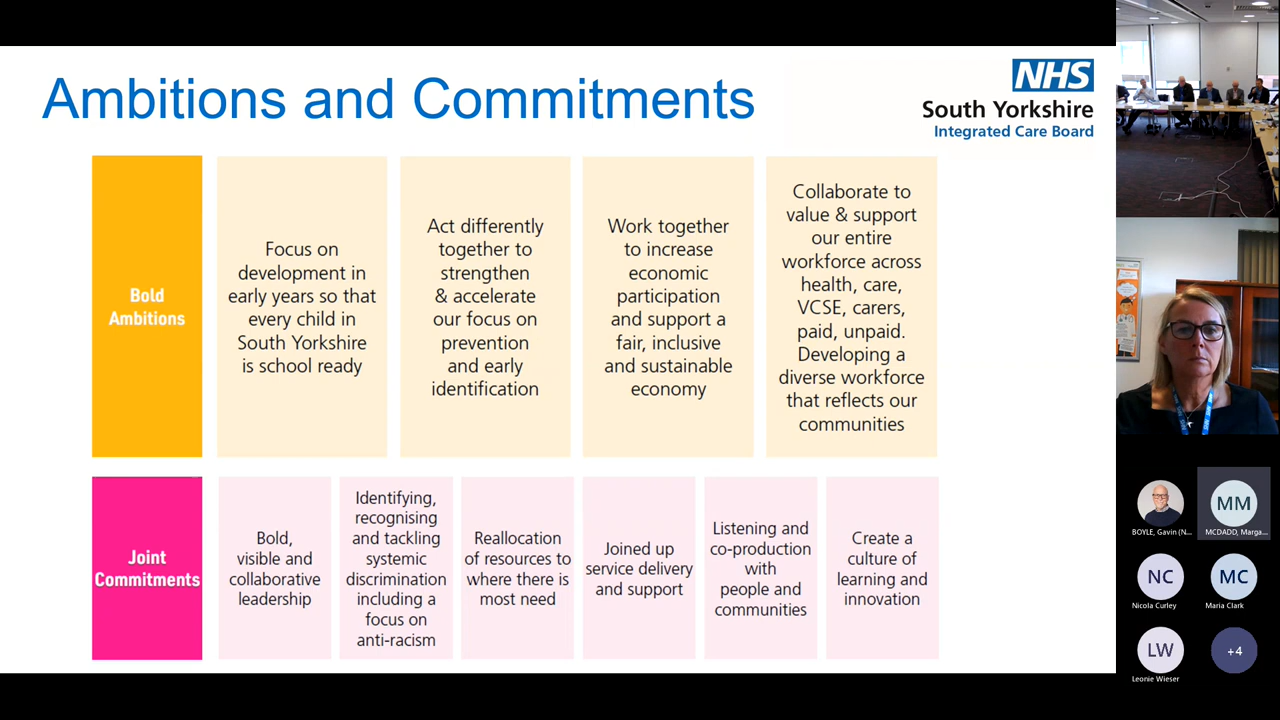 Ambitions and Commitments
NHS
South Yorkshire
Integrated Care Board
Bold
Ambitions
Focus on
development in
early years so that
every child in
South Yorkshire
is school ready
Act differently
together to
strengthen
& accelerate
our focus on
prevention
and early
identification
Work together
to increase
economic
participation
and support a
fair, inclusive
and sustainable
economy
Collaborate to
value & support
our entire
workforce across
health, care,
VCSE, carers,
paid, unpaid.
Developing a
diverse workforce
that reflects our
communities
Joint
Commitments
Bold,
visible and
collaborative
leadership
Identifying,
recognising
and tackling
systemic
discrimination
including a
focus on
anti-racism
Reallocation
of resources to
where there is
most need
Joined up
service delivery
and support
Listening and
co-production
with
people and
communities
Create a
culture of
learning and
innovation
BOYLE, Gavin (N...
MM
MCDADD, Marga...
NC
Nicola Curley
MC
Maria Clark
LW
Leonie Wieser
+4